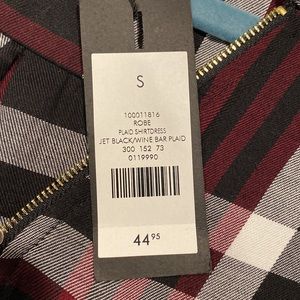 S
100011816
ROBE
PLAID SHIRTDRESS
JET BLACK/WINE BAR PLAID
300 152 73
0119990
44.95